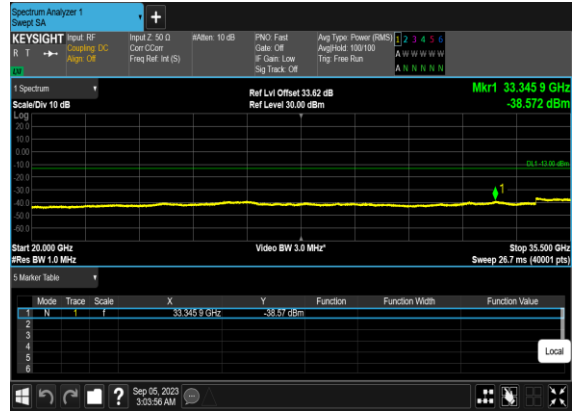 Spectrum Analyzer 1
Swept SA
+
KEYSIGHT Input: RF Input Z: 50 Ω #Atten: 10 dB PNO: Fast Avg Type: Power (RMS) 1 2 3 4 5 6
R T Coupling: DC Corr CCorr Gate: Off Avg|Hold: 100/100 A W W W W W
Align: Off Freq Ref: Int (S) IF Gain: Low Trig: Free Run
Sig Track: Off A N N N N N
1 Spectrum Ref Lvl Offset 33.62 dB Mkr1 33.345 9 GHz
Scale/Div 10 dB Ref Level 30.00 dBm -38.572 dBm
Log
20.0
10.0
0.00
-10.0 DL1 -13.00 dBm
-20.0
-30.0 1
-40.0
-50.0
-60.0
Start 20.000 GHz Video BW 3.0 MHz* Stop 35.500 GHz
#Res BW 1.0 MHz Sweep 26.7 ms (40001 pts)
5 Marker Table
Mode Trace Scale X Y Function Function Width Function Value
1 N 1 f 33.345 9 GHz -38.57 dBm
2
3
4
5
6
Local
? Sep 05, 2023
3:03:56 AM